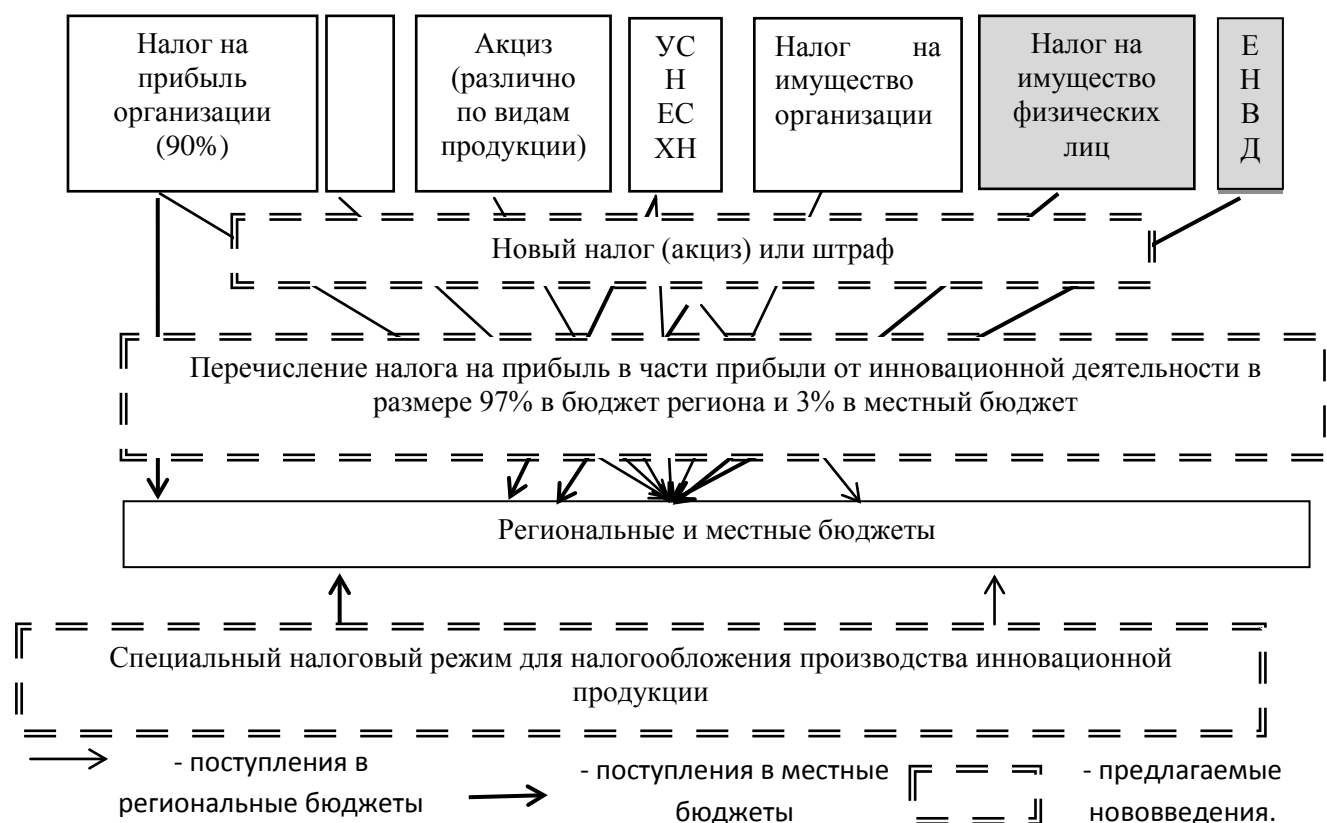 Налог на
прибыль
организации
(90%)
Акциз
(различно
по видам
продукции)
УС
Н
ЕС
ХН
Налог на
имущество
организации
Налог на
имущество
физических
лиц
Е
Н
В
Д
Новый налог (акциз) или штраф
Перечисление налога на прибыль в части прибыли от инновационной деятельности в
размере 97% в бюджет региона и 3% в местный бюджет
Региональные и местные бюджеты
Специальный налоговый режим для налогообложения производства инновационной
продукции
- поступления в
региональные бюджеты
- поступления в местные
бюджеты
- предлагаемые
нововведения.